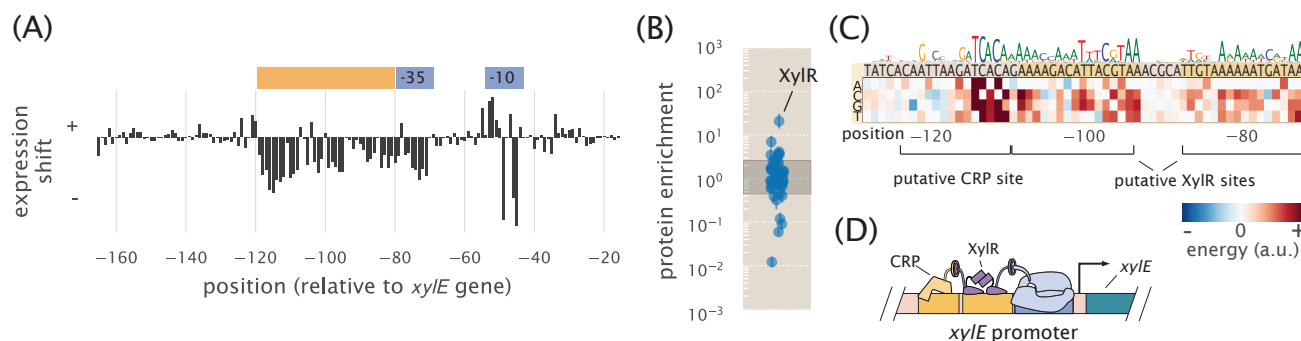 (A)
-35
-10
expression
shift
+
-
−160
−140
−120
−100
−80
−60
−40
−20
position (relative to xylE gene)
(B)
protein enrichment
10³
10²
10¹
10⁰
10⁻¹
10⁻²
10⁻³
XylR
(C)
TATCACAATTAAGATCACAGAAAAGACATTACGTAAACGCATTGTAAAAAATGATAA
A
C
G
T
position
−120
−100
−80
putative CRP site
putative XylR sites
- 0 +
energy (a.u.)
(D)
CRP
XylR
xylE
xylE promoter